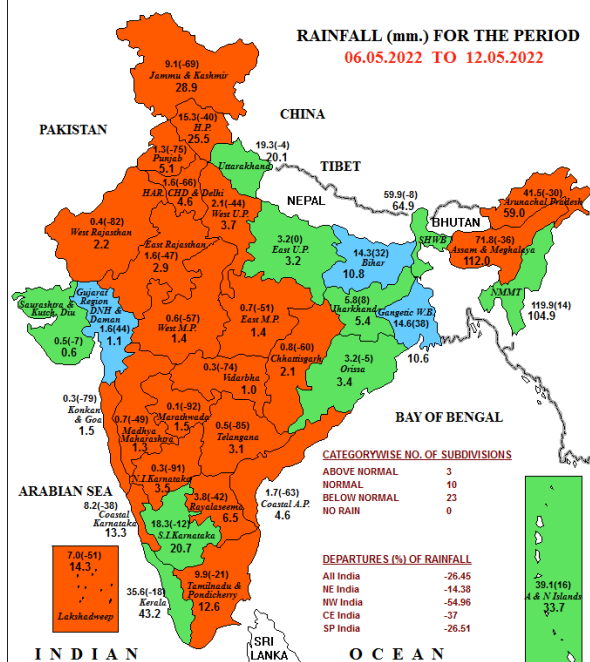 RAINFALL (mm.) FOR THE PERIOD
06.05.2022 TO 12.05.2022
9.1(-69)
Jammu & Kashmir
28.9
CHINA
PAKISTAN
15.3(-40)
H.P.
25.5
19.3(-4)
20.1
Uttarakhand
TIBET
1.3(-75)
Punjab
5.1
1.6(-66)
HAR. CHD & Delhi
4.6
2.1(-44)
West U.P.
3.7
NEPAL
59.9(-8)
64.9
41.5(-30)
Arunachal Pradesh
59.0
BHUTAN
0.4(-82)
West Rajasthan
2.2
East Rajasthan
1.6(-47)
2.9
3.2(0)
East U.P.
3.2
14.3(32)
Bihar
10.8
SHWB
71.8(-36)
Assam & Meghalaya
112.0
Gujarat
Region
DNH &
Daman
1.6(44)
1.1
Saurashtra &
Kutch, Diu
0.5(-7)
0.6
0.6(-57)
West M.P.
1.4
0.7(-51)
East M.P.
1.4
5.8(8)
Jharkhand
5.4
Gangetic W.B.
14.6(38)
10.6
NMMT
119.9(14)
104.9
0.8(-60)
Chhattisgarh
2.1
0.3(-74)
Vidarbha
1.0
3.2(-5)
Orissa
3.4
0.3(-79)
Konkan
& Goa
1.5
0.7(-49)
Madhya
Maharashtra
1.3
0.1(-92)
Marathwada
1.5
0.5(-85)
Telangana
3.1
BAY OF BENGAL
0.3(-91)
N.I.Karnataka
3.5
ARABIAN SEA
8.2(-38)
Coastal
Karnataka
13.3
3.8(-42)
Rayalaseema
6.5
1.7(-63)
Coastal A.P.
4.6
18.3(-12)
S.I.Karnataka
20.7
CATEGORYWISE NO. OF SUBDIVISIONS
ABOVE NORMAL 3
NORMAL 10
BELOW NORMAL 23
NO RAIN 0
7.0(-51)
14.3
Lakshadweep
35.6(-18)
Kerala
43.2
9.9(-21)
Tamilnadu &
Pondicherry
12.6
DEPARTURES (%) OF RAINFALL
All India -26.45
NE India -14.38
NW India -54.96
CE India -37
SP India -26.51
39.1(16)
A & N Islands
33.7
SRI
LANKA
INDIAN OCEAN